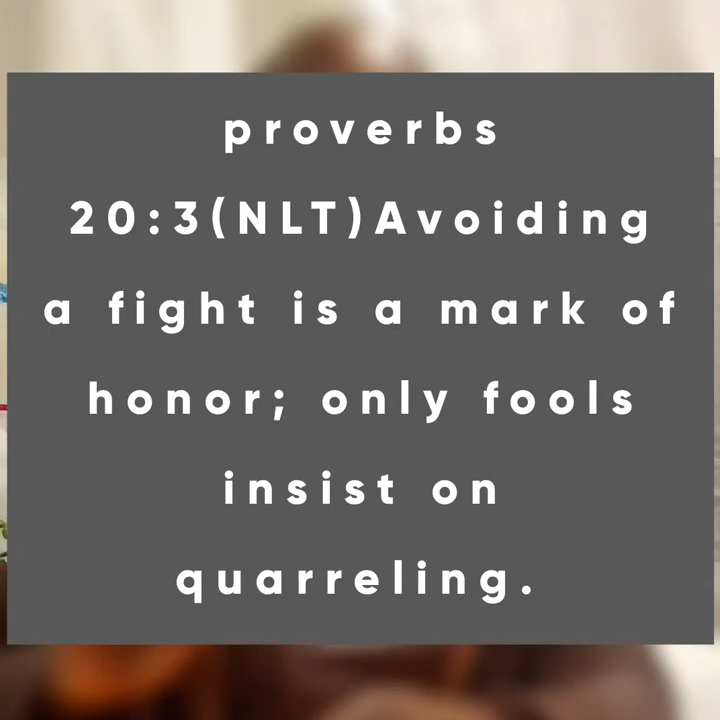 proverbs
20:3(NLT)Avoiding
a fight is a mark of
honor; only fools
insist on
quarreling.